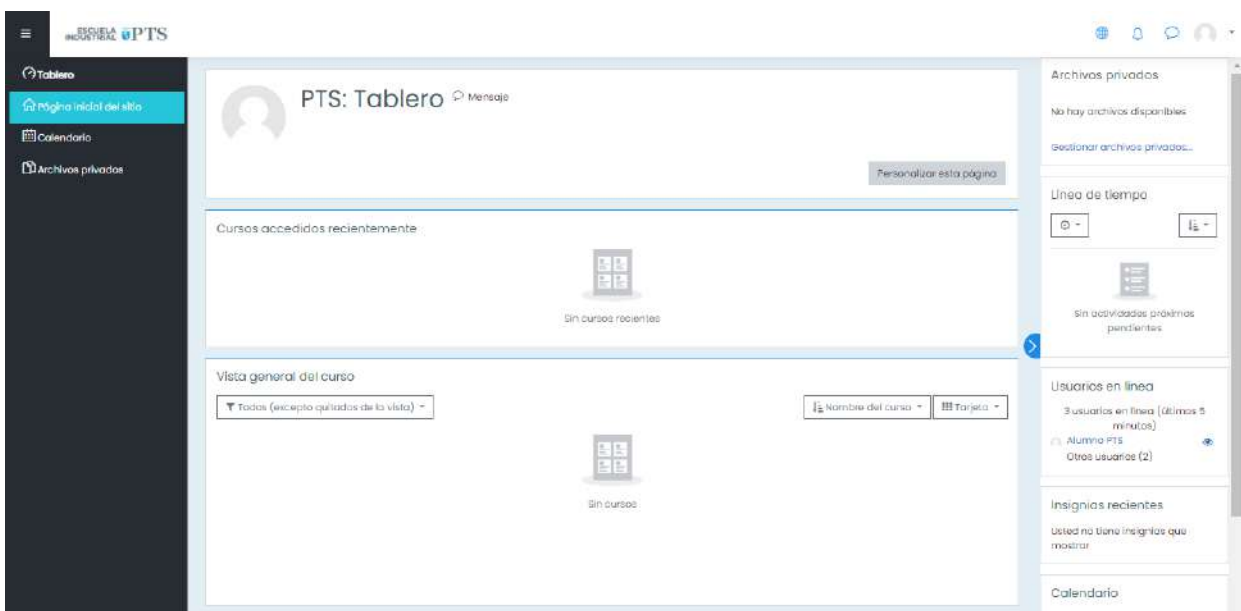 ESCUELA
INDUSTRIAL PTS
Tablero
Página inicial del sitio
Calendario
Archivos privados
PTS: Tablero Mensaje
Personalizar esta página
Cursos accedidos recientemente
Sin cursos recientes
Vista general del curso
Todos (excepto quitados de la vista)
Nombre del curso
Tarjeta
Sin cursos
Archivos privados
No hay archivos disponibles
Gestionar archivos privados...
Línea de tiempo
Sin actividades próximas
pendientes
Usuarios en línea
3 usuarios en línea (últimos 5
minutos)
Alumno PTS
Otros usuarios (2)
Insignias recientes
Usted no tiene insignias que
mostrar
Calendario